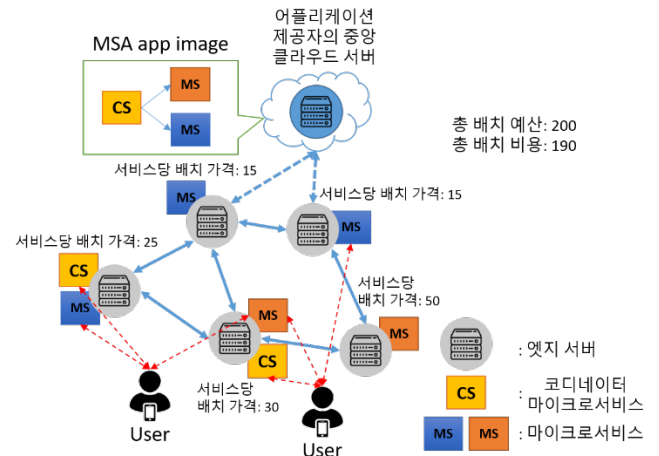 어플리케이션
제공자의 중앙
클라우드 서버
MSA app image
CS
MS
MS
총 배치 예산: 200
총 배치 비용: 190
서비스당 배치 가격: 15
서비스당 배치 가격: 15
MS
MS
서비스당 배치 가격: 25
CS
MS
서비스당
배치 가격: 50
MS
MS
CS
서비스당
배치 가격: 30
User
User
: 엣지 서버
CS
: 코디네이터
마이크로서비스
MS
MS
: 마이크로서비스